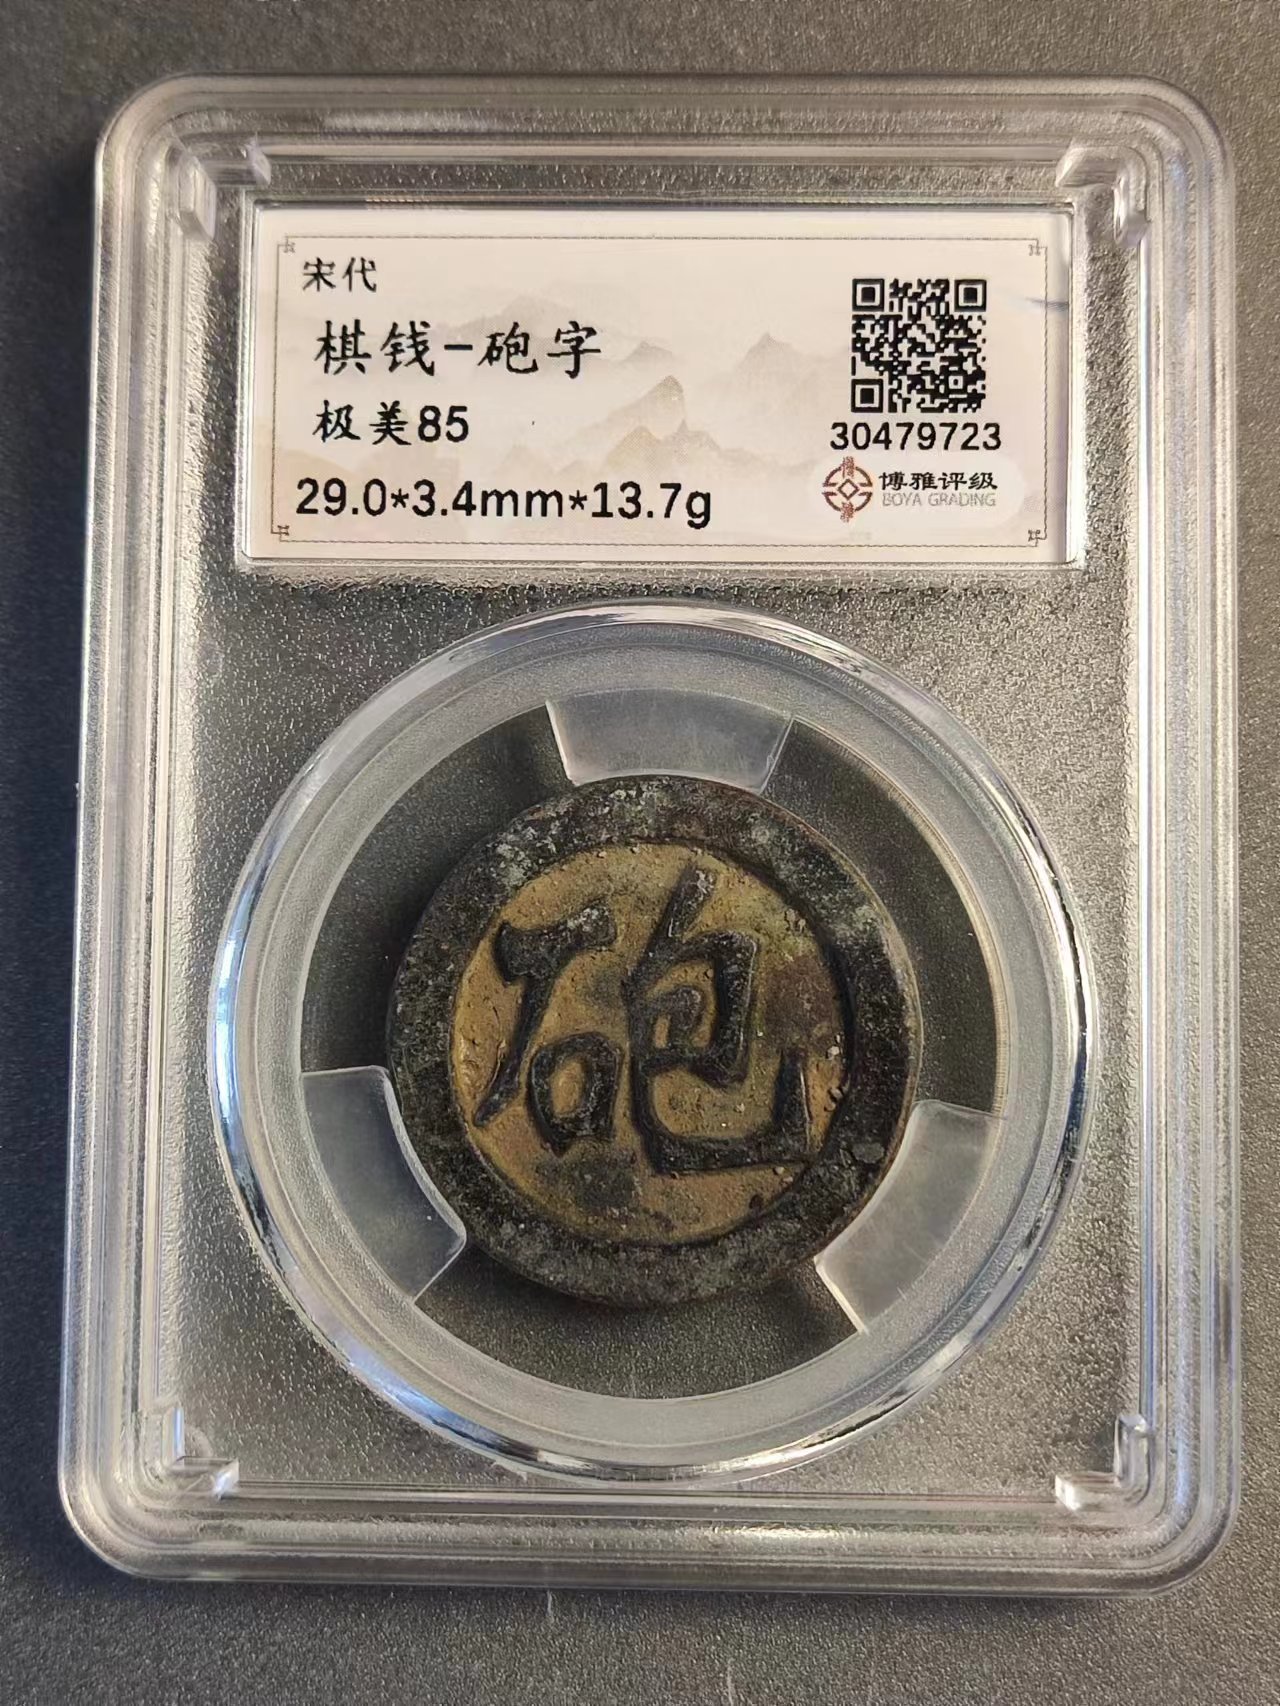 宋代
棋钱-砲字
极美85
29.0*3.4mm*13.7g
30479723
博雅评级
BOYA GRADING
砲